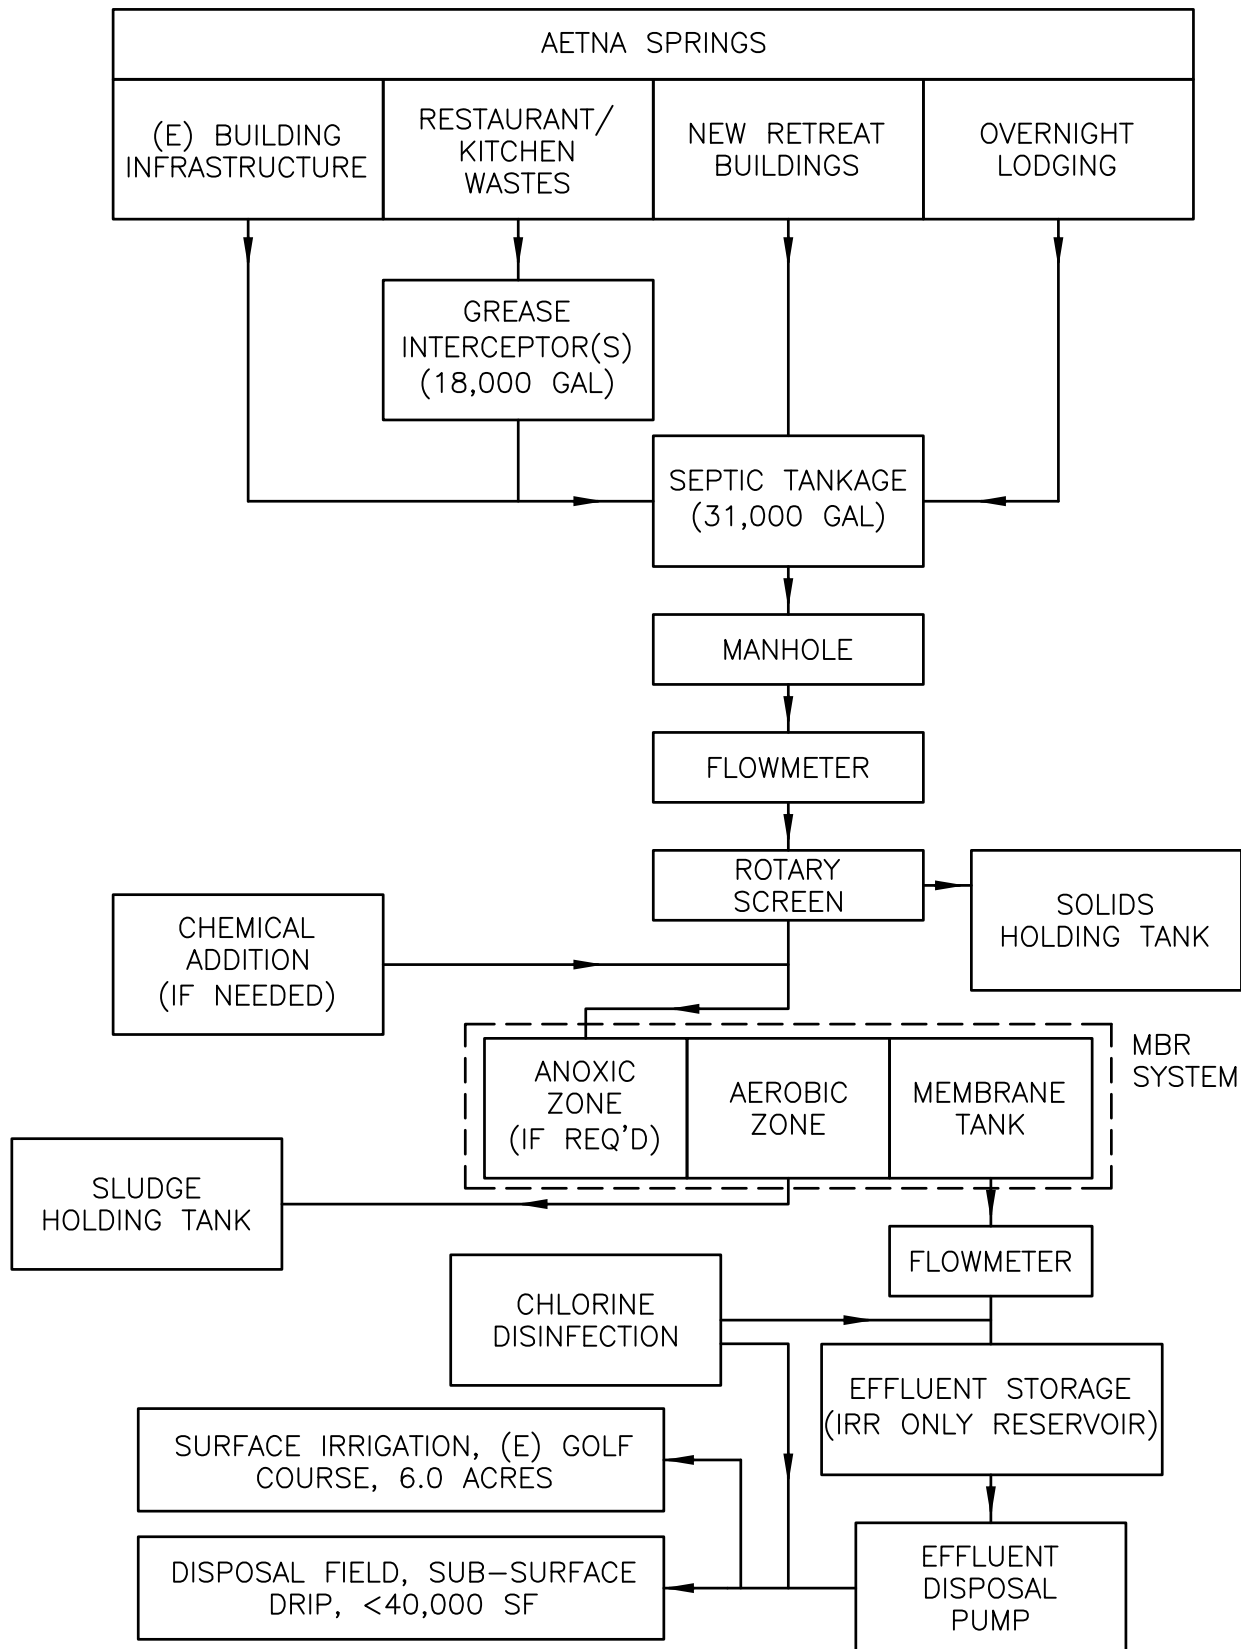 AETNA SPRINGS
(E) BUILDING
INFRASTRUCTURE
RESTAURANT/
KITCHEN
WASTES
NEW RETREAT
BUILDINGS
OVERNIGHT
LODGING
GREASE
INTERCEPTOR(S)
(18,000 GAL)
SEPTIC TANKAGE
(31,000 GAL)
MANHOLE
FLOWMETER
ROTARY
SCREEN
SOLIDS
HOLDING TANK
CHEMICAL
ADDITION
(IF NEEDED)
MBR
SYSTEM
ANOXIC
ZONE
(IF REQ'D)
AEROBIC
ZONE
MEMBRANE
TANK
SLUDGE
HOLDING TANK
FLOWMETER
CHLORINE
DISINFECTION
EFFLUENT STORAGE
(IRR ONLY RESERVOIR)
SURFACE IRRIGATION, (E) GOLF
COURSE, 6.0 ACRES
DISPOSAL FIELD, SUB-SURFACE
DRIP, <40,000 SF
EFFLUENT
DISPOSAL
PUMP